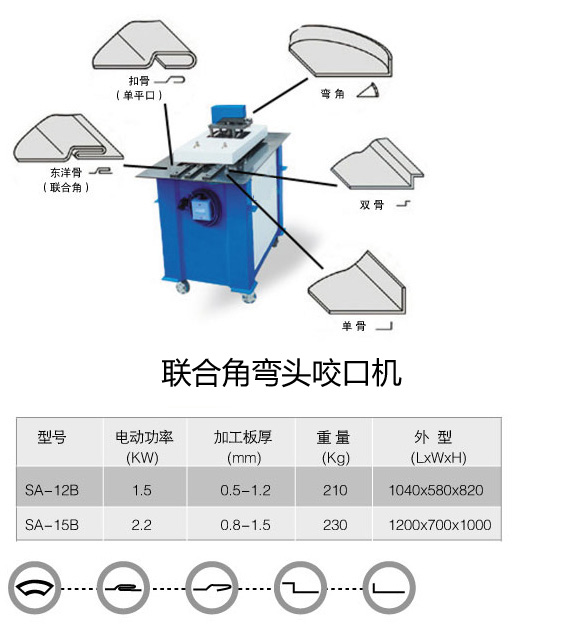 扣骨
(单平口)
弯角
东洋骨
(联合角)
双骨
单骨
联合角弯头咬口机
型号 电动功率 加工板厚 重量 外 型
(KW) (mm) (Kg) (LxWxH)
SA-12B 1.5 0.5-1.2 210 1040x580x820
SA-15B 2.2 0.8-1.5 230 1200x700x1000